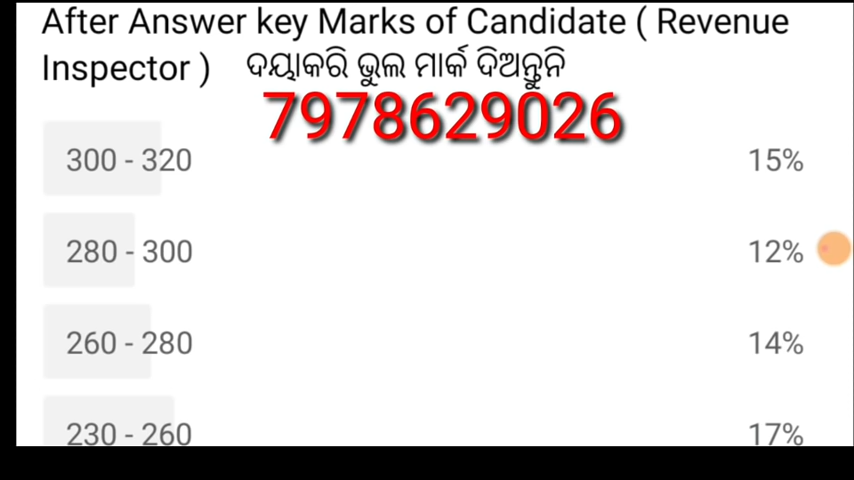 After Answer key Marks of Candidate ( Revenue
Inspector ) ଦୟାକରି ଭୁଲ ମାର୍କ ଦିଅନ୍ତୁନି
7978629026
300 - 320 15%
280 - 300 12%
260 - 280 14%
230 - 260 17%